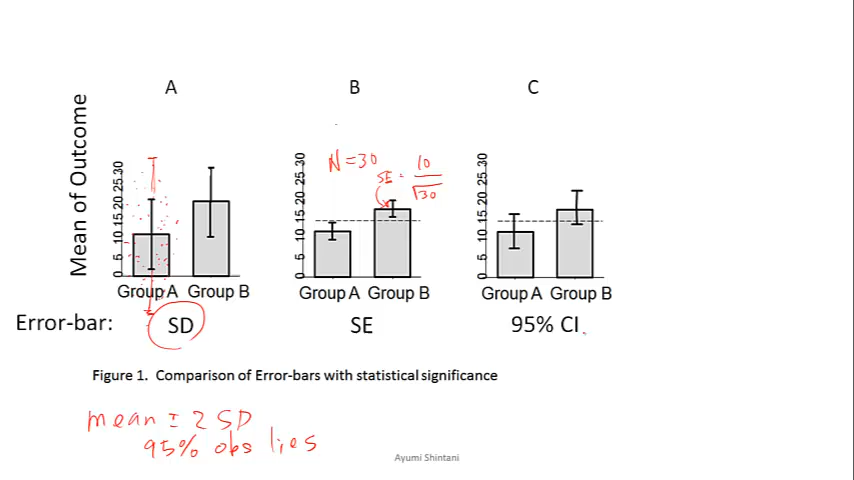 A B C
Mean of Outcome
0 5 10 15 20 25 30
0 5 10 15 20 25 30
0 5 10 15 20 25 30
N = 30
SE = 10 / √30
Group A Group B Group A Group B Group A Group B
Error-bar: SD SE 95% CI
Figure 1. Comparison of Error-bars with statistical significance
mean ± 2 SD
95% obs lies
Ayumi Shintani